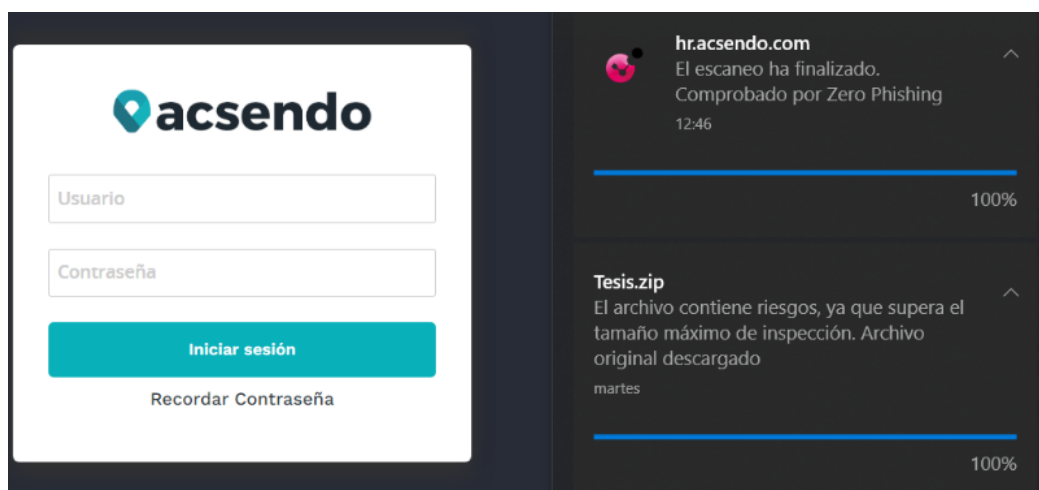 acsendo
Usuario
Contraseña
Iniciar sesión
Recordar Contraseña
hr.acsendo.com
El escaneo ha finalizado.
Comprobado por Zero Phishing
12:46
100%
Tesis.zip
El archivo contiene riesgos, ya que supera el
tamaño máximo de inspección. Archivo
original descargado
martes
100%